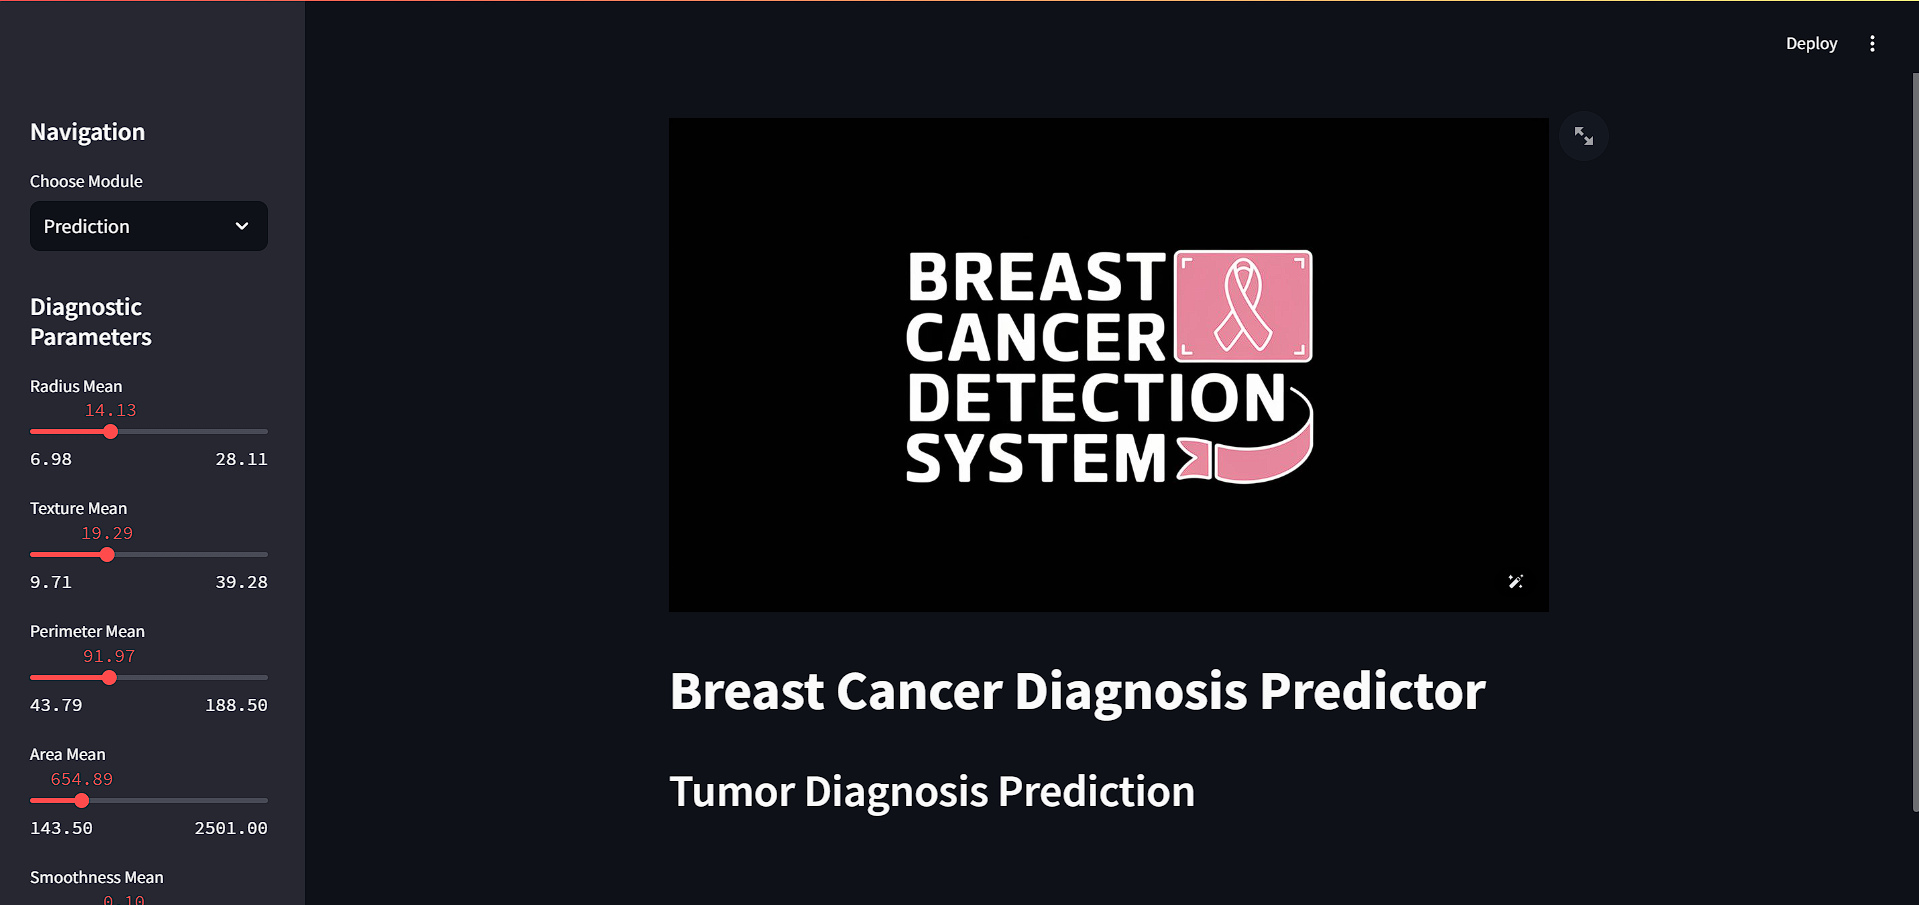 Deploy
Navigation
Choose Module
Prediction
Diagnostic
Parameters
Radius Mean
14.13
6.98 28.11
Texture Mean
19.29
9.71 39.28
Perimeter Mean
91.97
43.79 188.50
Area Mean
654.89
143.50 2501.00
Smoothness Mean
0.10
BREAST
CANCER
DETECTION
SYSTEM
Breast Cancer Diagnosis Predictor
Tumor Diagnosis Prediction